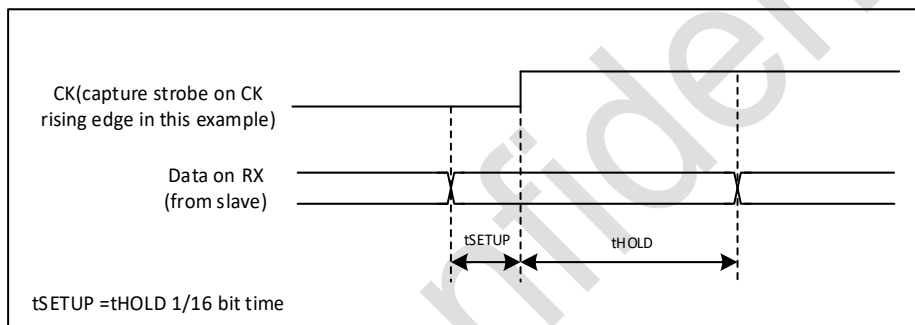 CK(capture strobe on CK
rising edge in this example)
Data on RX
(from slave)
tSETUP
tHOLD
tSETUP =tHOLD 1/16 bit time